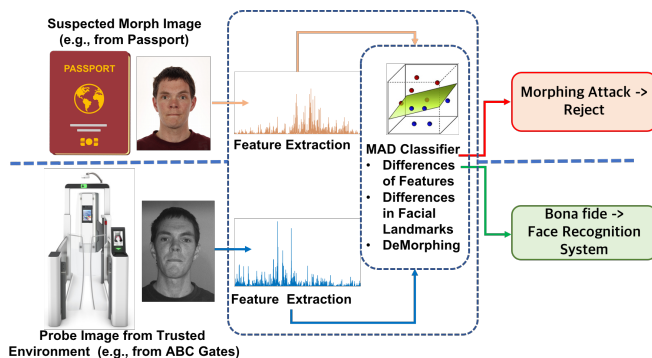 Suspected Morph Image
(e.g., from Passport)
PASSPORT
Feature Extraction
MAD Classifier
• Differences
of Features
• Differences
in Facial
Landmarks
• DeMorphing
Morphing Attack ->
Reject
Bona fide ->
Face Recognition
System
Feature Extraction
Probe Image from Trusted
Environment (e.g., from ABC Gates)